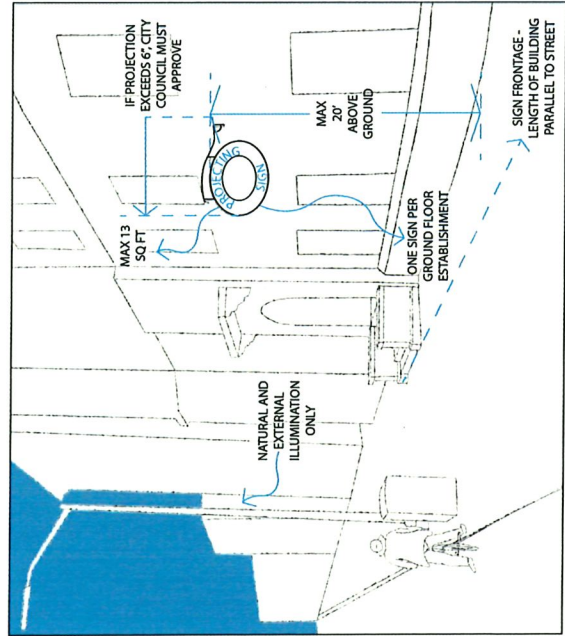 IF PROJECTION
EXCEEDS 6", CITY
COUNCIL MUST
APPROVE
MAX 13
SQ FT
PROJECTING
SIGN
MAX
20'
ABOVE
GROUND
NATURAL AND
EXTERNAL
ILLUMINATION
ONLY
ONE SIGN PER
GROUND FLOOR
ESTABLISHMENT
SIGN FRONTAGE -
LENGTH OF BUILDING
PARALLEL TO STREET